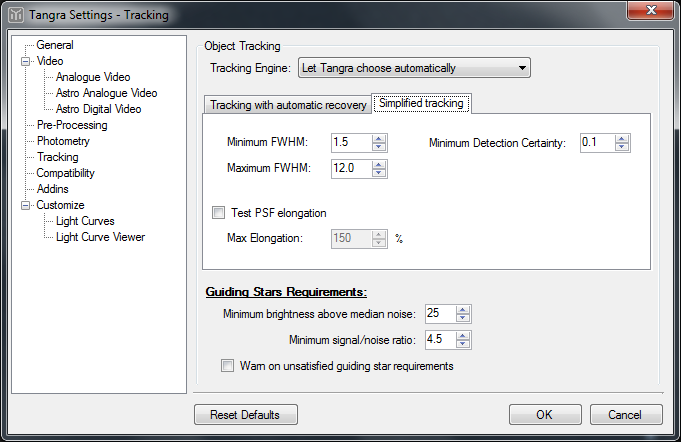 Tangra Settings - Tracking
General
Video
Analogue Video
Astro Analogue Video
Astro Digital Video
Pre-Processing
Photometry
Tracking
Compatibility
Addins
Customize
Light Curves
Light Curve Viewer
Object Tracking
Tracking Engine: Let Tangra choose automatically
Tracking with automatic recovery Simplified tracking
Minimum FWHM: 1.5 Minimum Detection Certainty: 0.1
Maximum FWHM: 12.0
Test PSF elongation
Max Elongation: 150 %
Guiding Stars Requirements:
Minimum brightness above median noise: 25
Minimum signal/noise ratio: 4.5
Warn on unsatisfied guiding star requirements
Reset Defaults OK Cancel